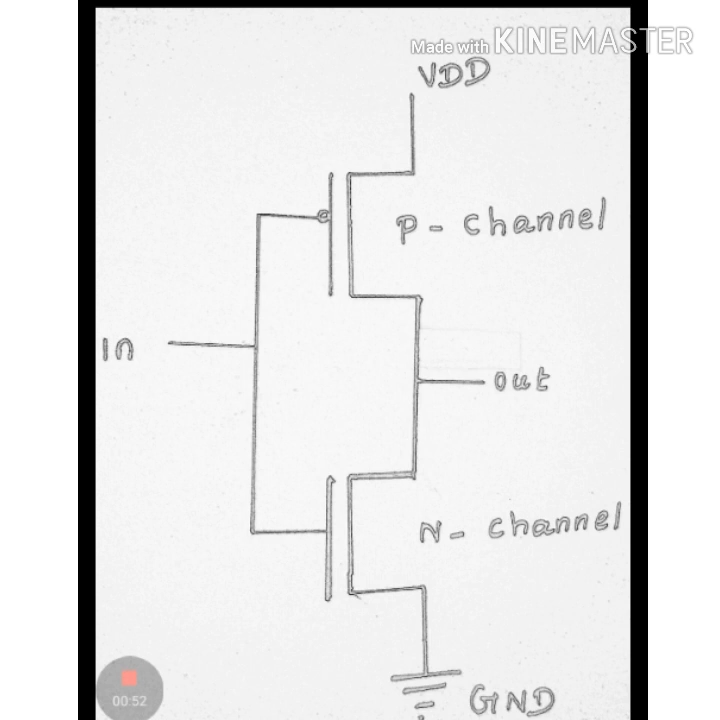 Made with KINEMASTER
VDD
P - Channel
In
out
N - Channel
GND
00:52